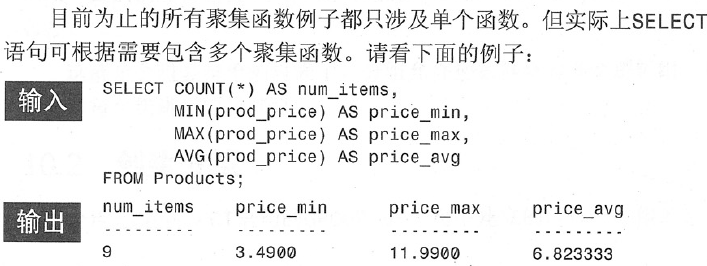 目前为止的所有聚集函数例子都只涉及单个函数。但实际上SELECT
语句可根据需要包含多个聚集函数。请看下面的例子：
输入
SELECT COUNT(*) AS num_items,
MIN(prod_price) AS price_min,
MAX(prod_price) AS price_max,
AVG(prod_price) AS price_avg
FROM Products;
输出
num_items price_min price_max price_avg
--------- --------- --------- ---------
9 3.4900 11.9900 6.823333